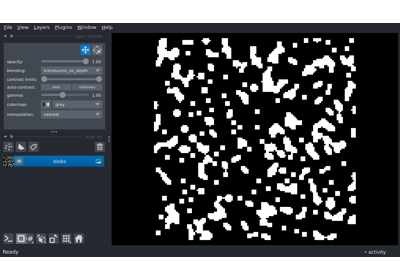 File View Layers Plugins Window Help
opacity: 1.00
blending: translucent_no_depth
contrast limits:
auto-contrast: once continuous
gamma: 1.00
colormap: gray
interpolation: nearest
blobs
Ready
activity